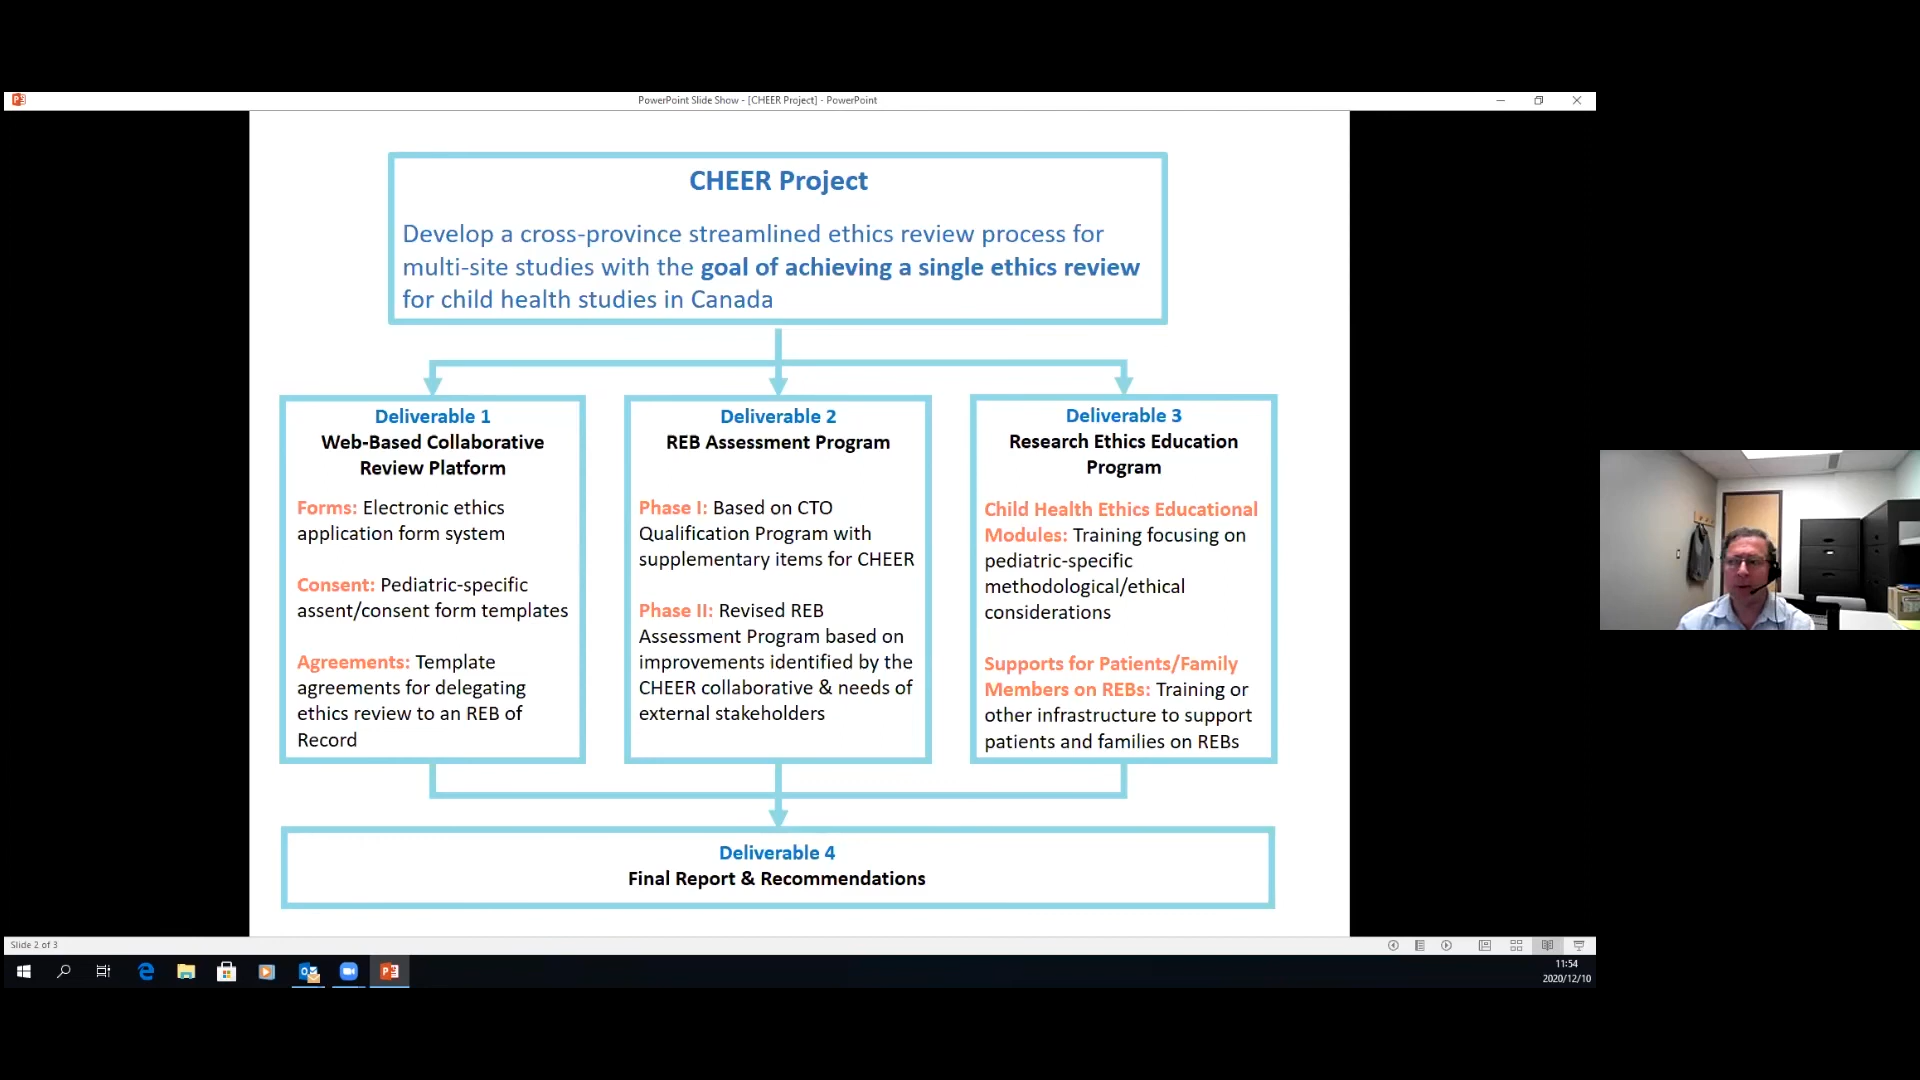 PowerPoint Slide Show - [CHEER Project] - PowerPoint
CHEER Project
Develop a cross-province streamlined ethics review process for
multi-site studies with the goal of achieving a single ethics review
for child health studies in Canada
Deliverable 1
Web-Based Collaborative
Review Platform
Forms: Electronic ethics
application form system
Consent: Pediatric-specific
assent/consent form templates
Agreements: Template
agreements for delegating
ethics review to an REB of
Record
Deliverable 2
REB Assessment Program
Phase I: Based on CTO
Qualification Program with
supplementary items for CHEER
Phase II: Revised REB
Assessment Program based on
improvements identified by the
CHEER collaborative & needs of
external stakeholders
Deliverable 3
Research Ethics Education
Program
Child Health Ethics Educational
Modules: Training focusing on
pediatric-specific
methodological/ethical
considerations
Supports for Patients/Family
Members on REBs: Training or
other infrastructure to support
patients and families on REBs
Deliverable 4
Final Report & Recommendations
Slide 2 of 3
11:54
2020/12/10